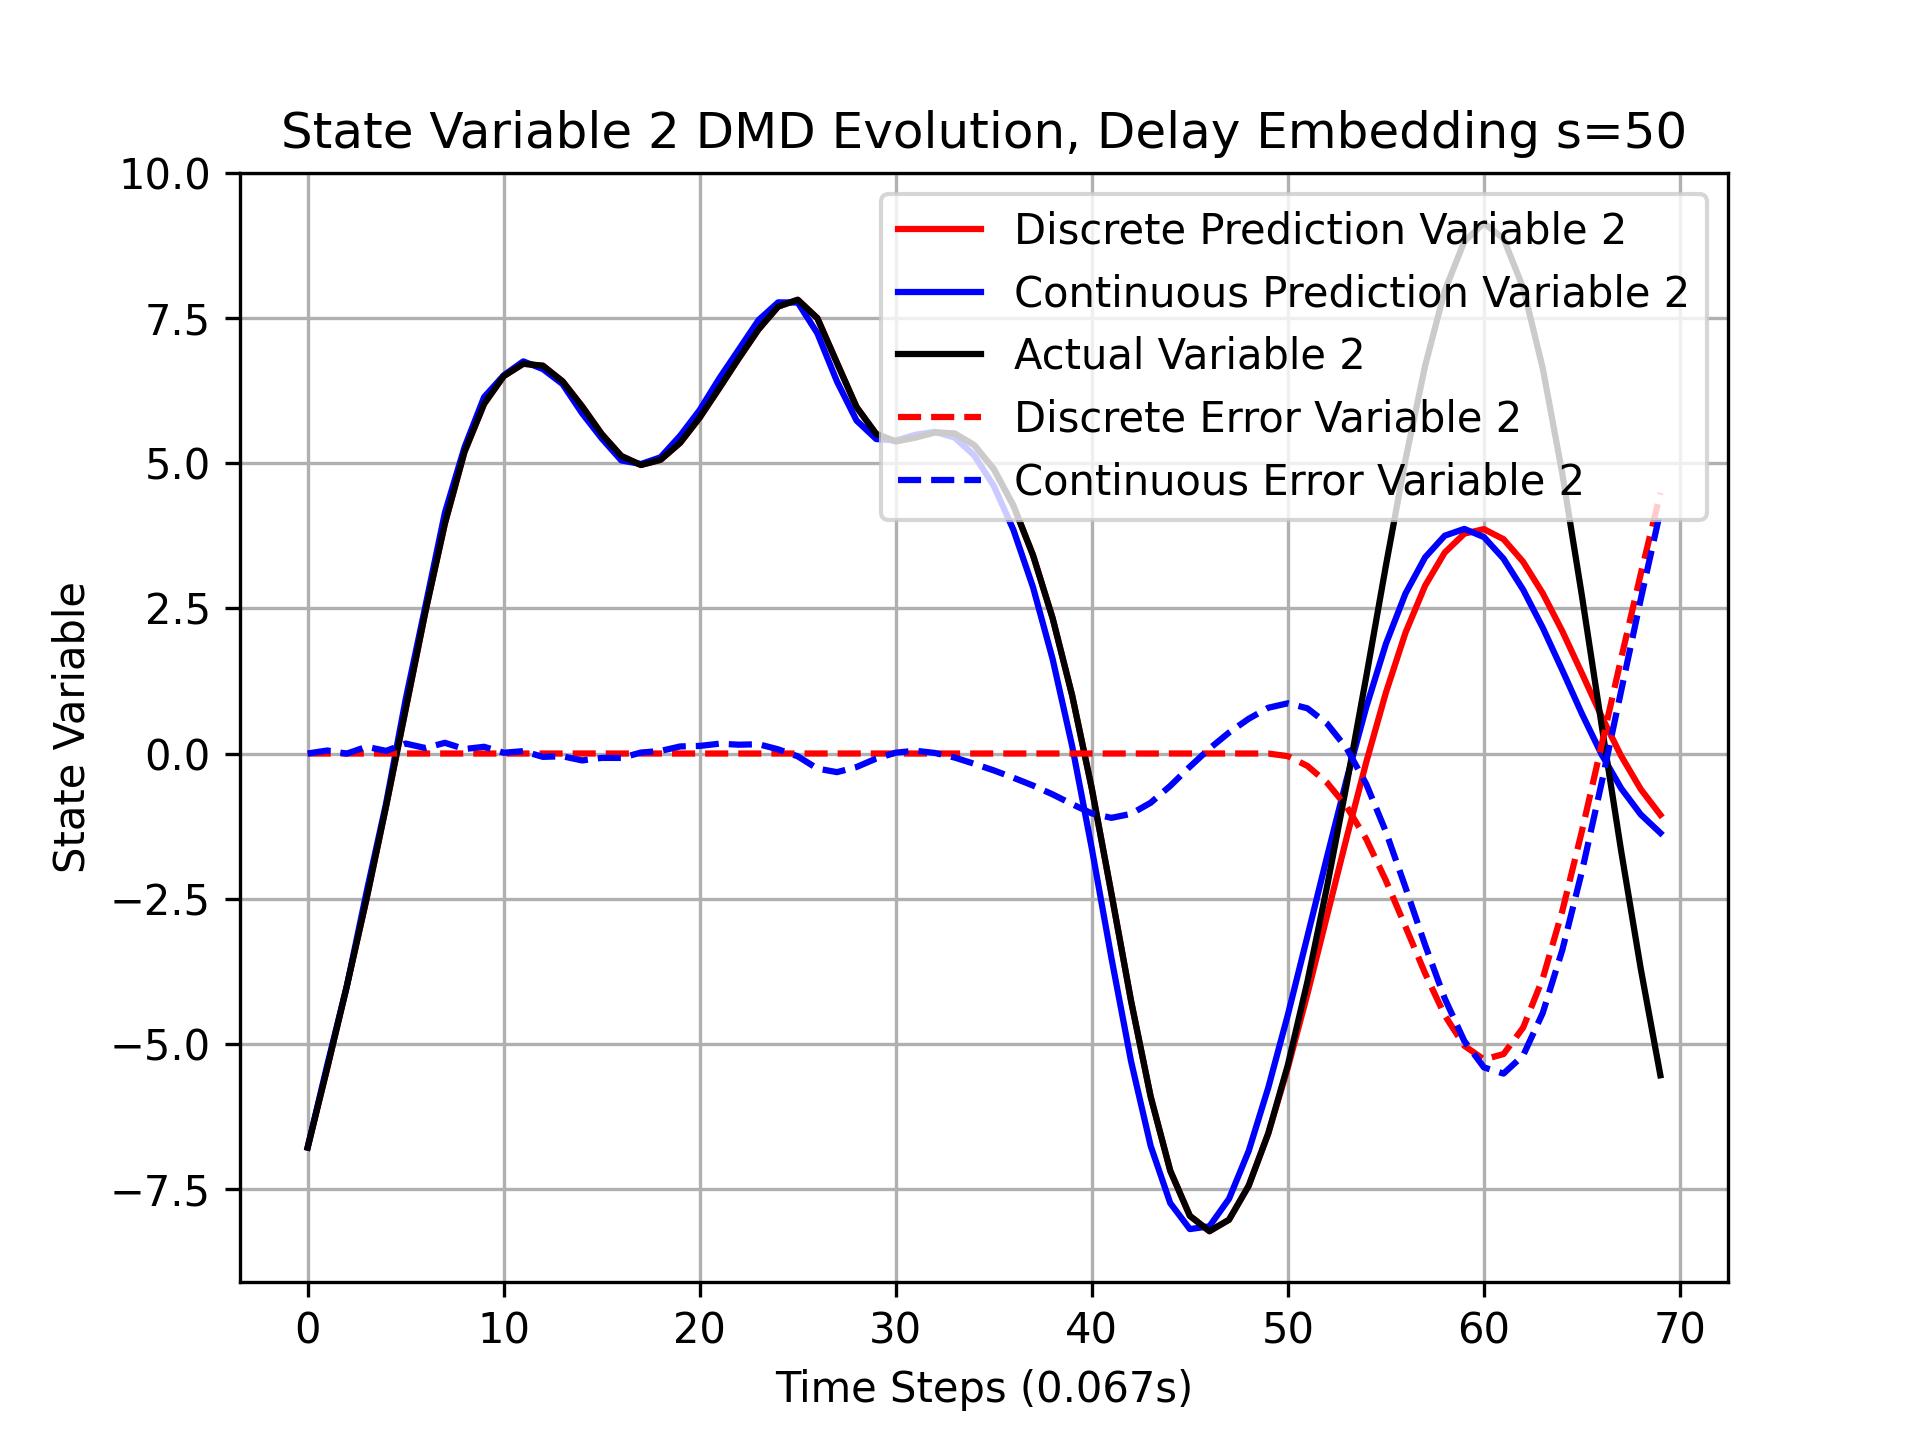 State Variable 2 DMD Evolution, Delay Embedding s=50
10.0
7.5
5.0
2.5
0.0
−2.5
−5.0
−7.5
State Variable
Discrete Prediction Variable 2
Continuous Prediction Variable 2
Actual Variable 2
Discrete Error Variable 2
Continuous Error Variable 2
0 10 20 30 40 50 60 70
Time Steps (0.067s)